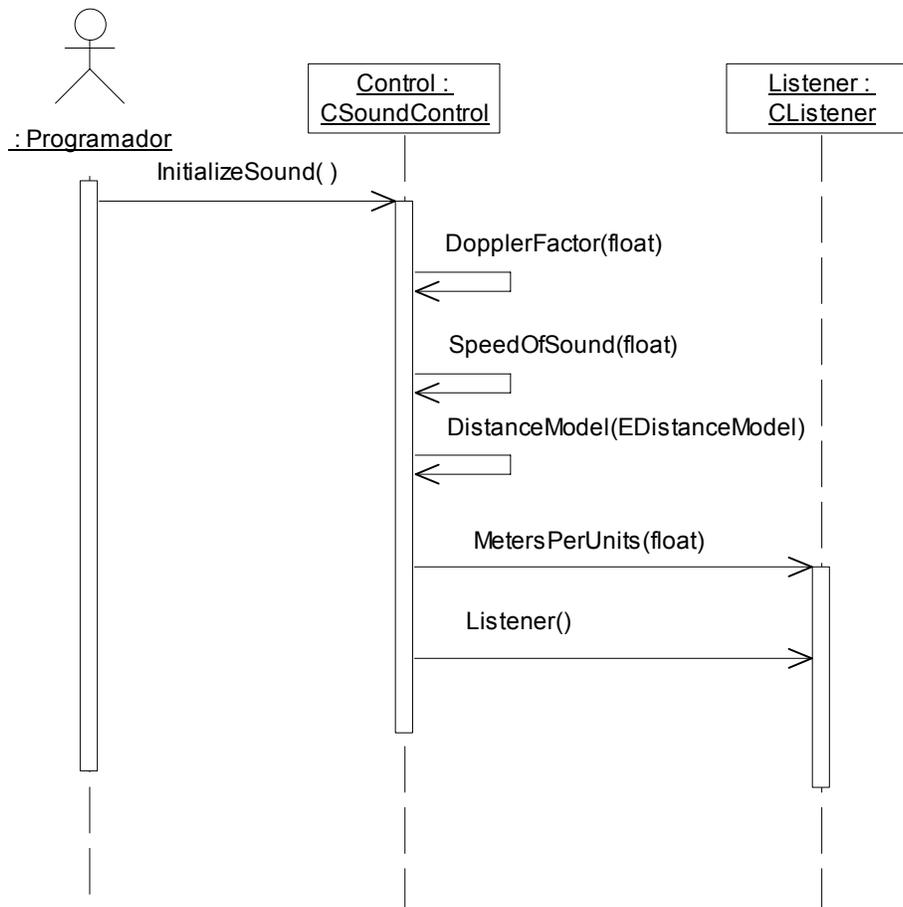 Control :
CSoundControl
Listener :
CListener
: Programador
InitializeSound( )
DopplerFactor(float)
SpeedOfSound(float)
DistanceModel(EDistanceModel)
MetersPerUnits(float)
Listener()